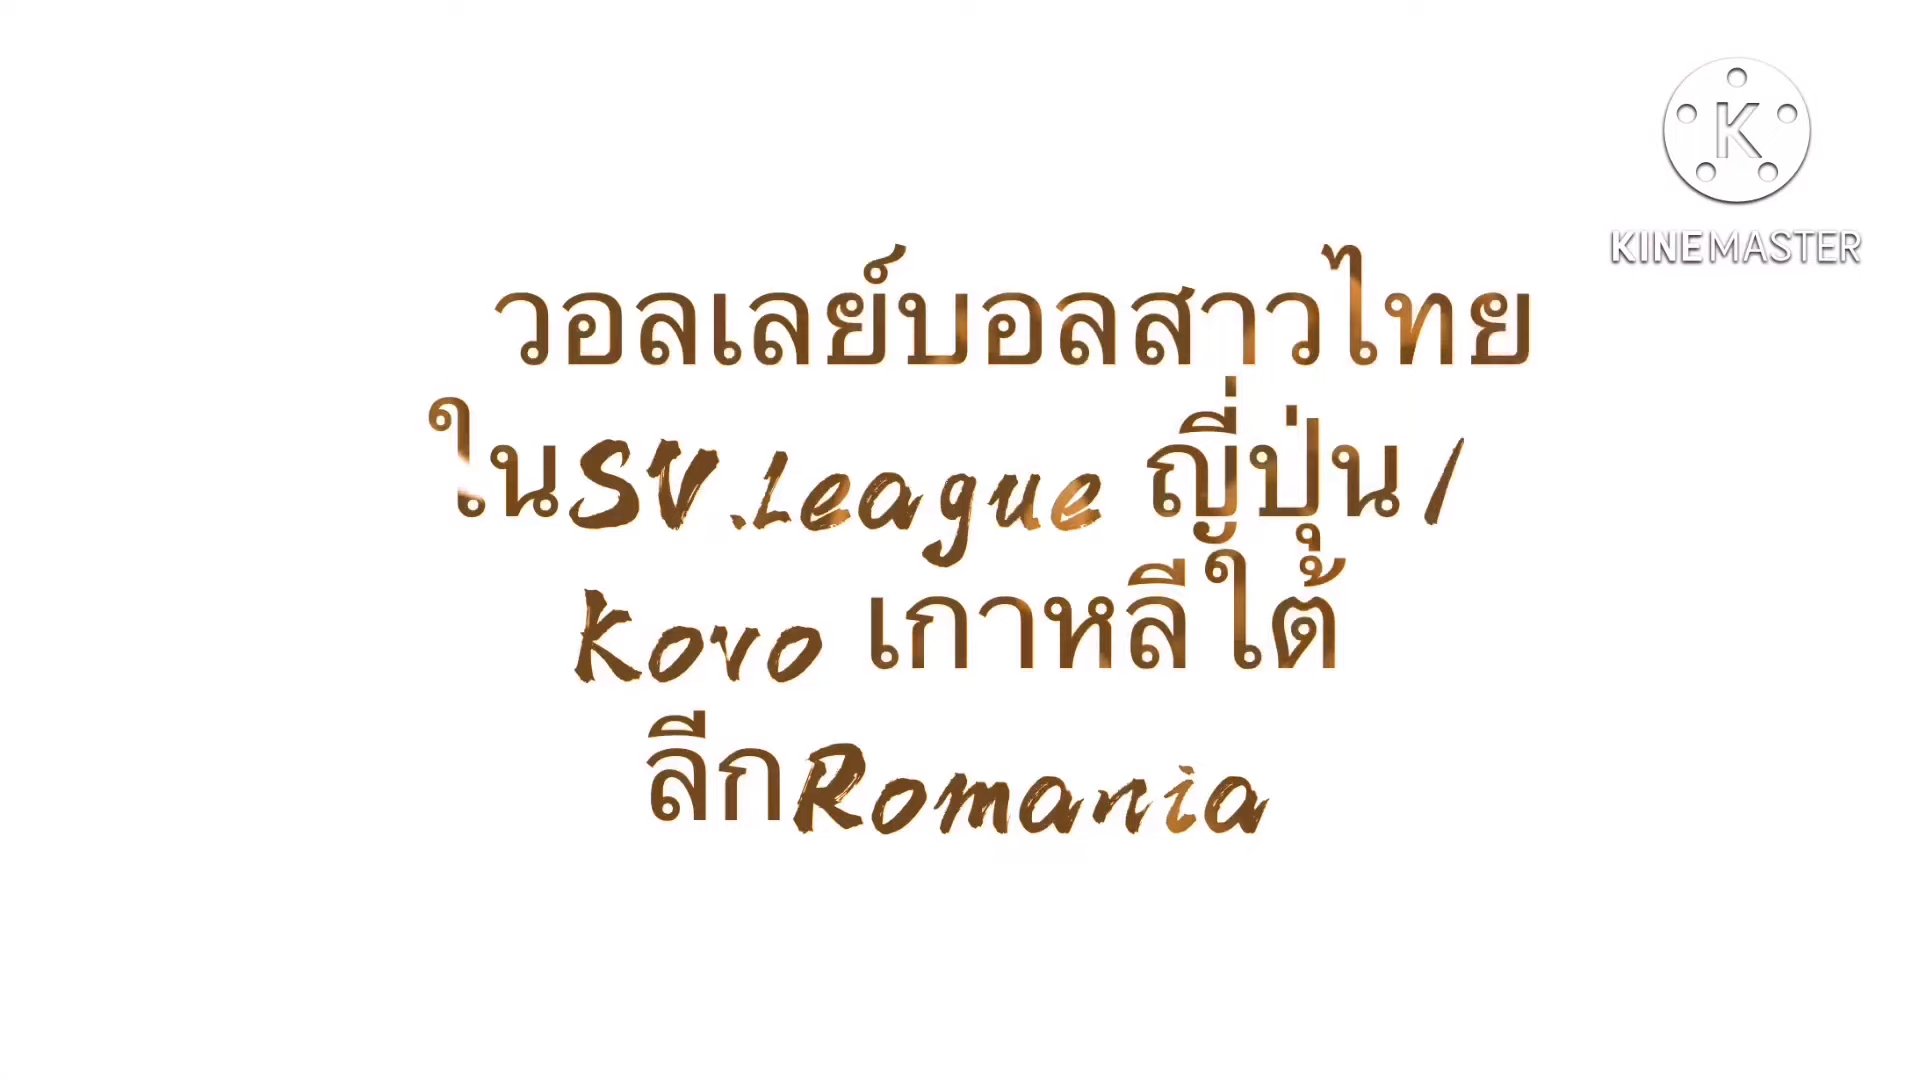 KINEMASTER
วอลเลย์บอลสาวไทย
ในSV.League ญี่ปุ่น/
Kovo เกาหลีใต้
ลีกRomania